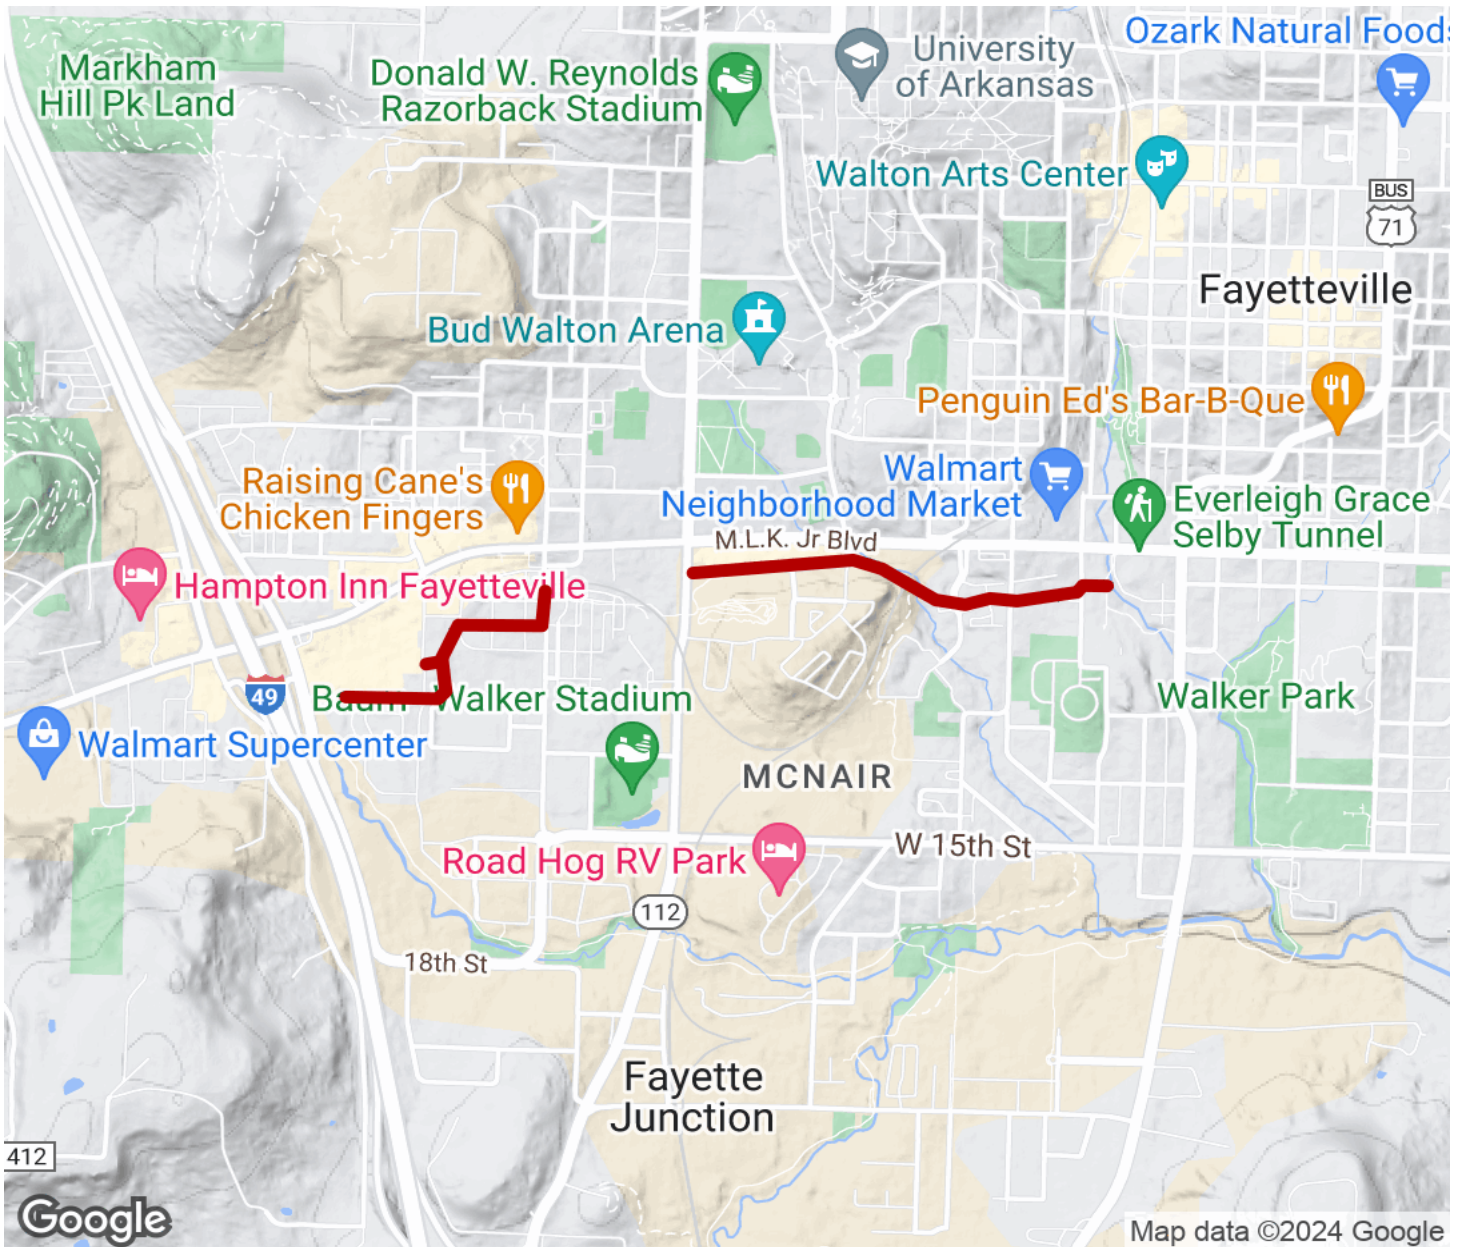 Ozark Natural Foods
University
of Arkansas
Markham
Hill Pk Land
Donald W. Reynolds
Razorback Stadium
Walton Arts Center
BUS
71
Fayetteville
Bud Walton Arena
Penguin Ed's Bar-B-Que
Walmart
Neighborhood Market
Raising Cane's
Chicken Fingers
Everleigh Grace
Selby Tunnel
M.L.K. Jr Blvd
Hampton Inn Fayetteville
49
Baum-Walker Stadium
Walker Park
Walmart Supercenter
MCNAIR
W 15th St
Road Hog RV Park
112
18th St
Fayette
Junction
412
Google
Map data ©2024 Google